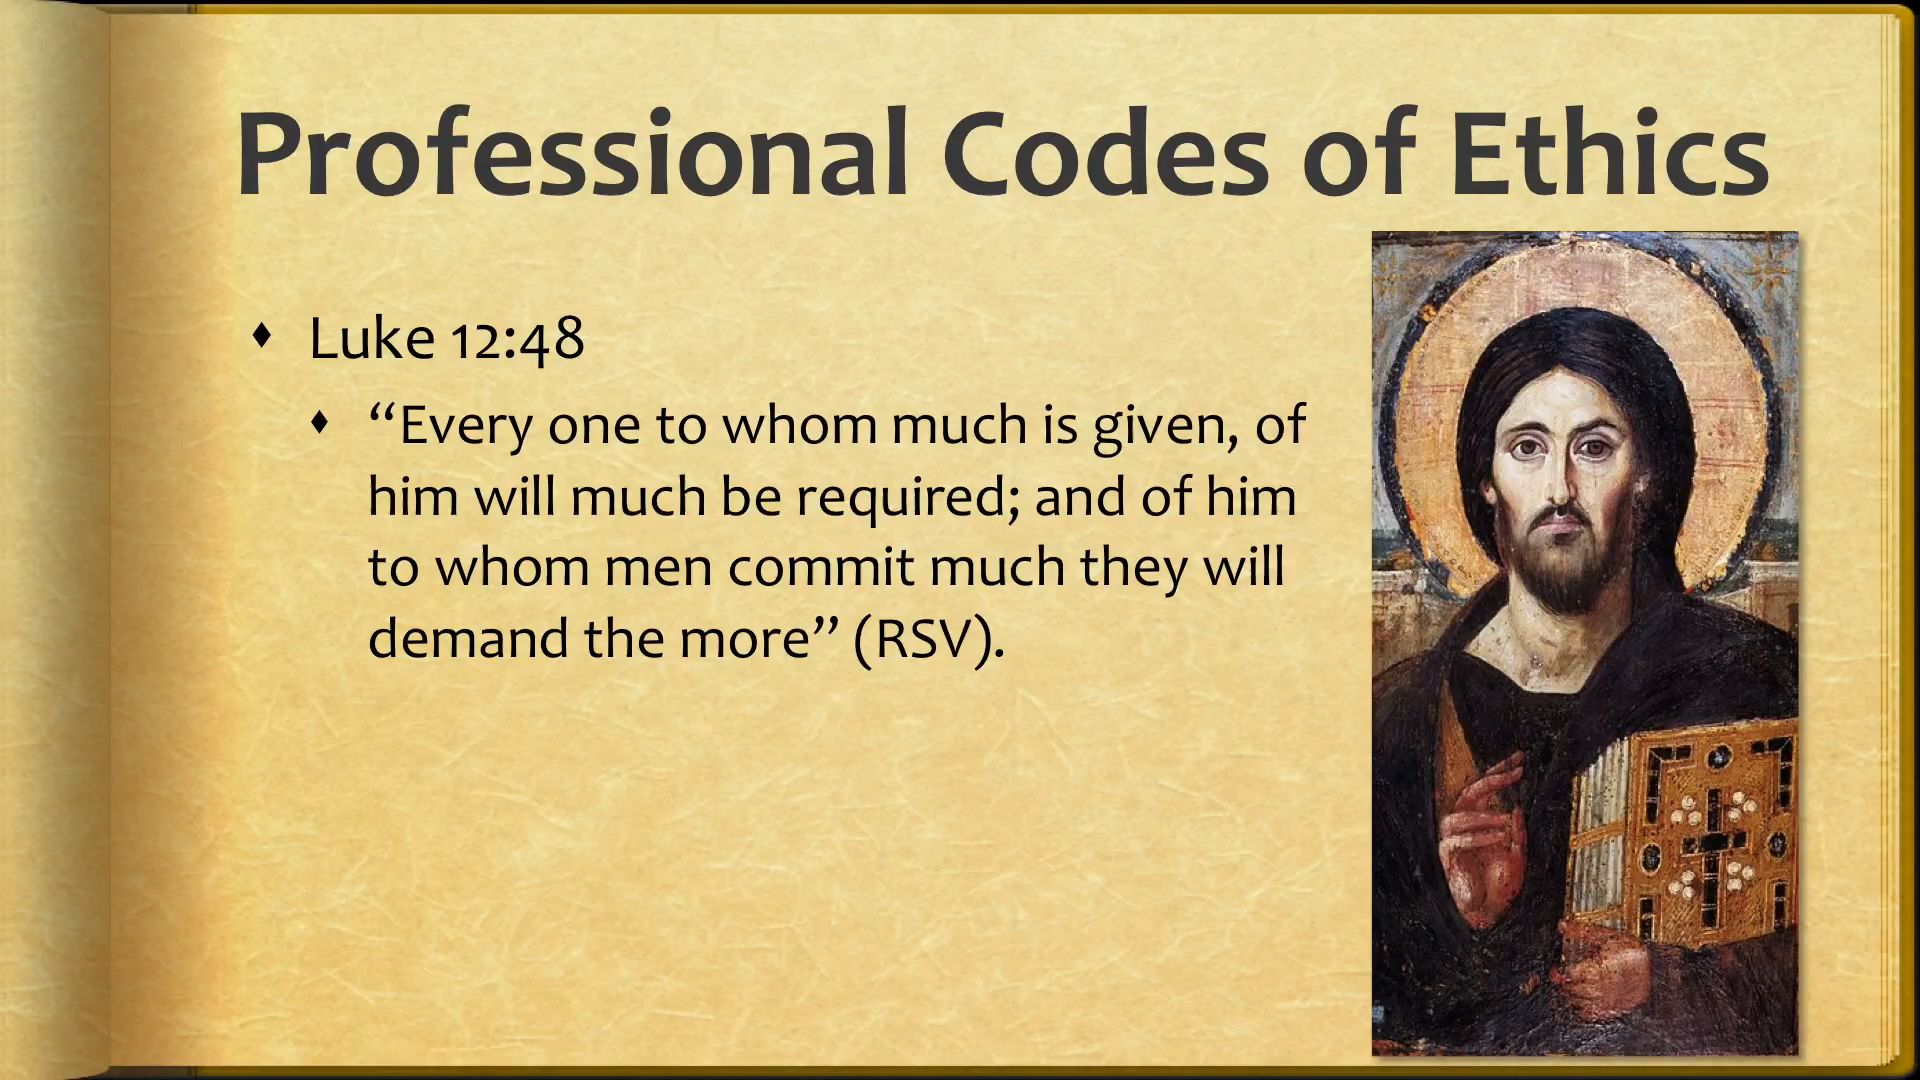 Professional Codes of Ethics
Luke 12:48
“Every one to whom much is given, of
him will much be required; and of him
to whom men commit much they will
demand the more” (RSV).